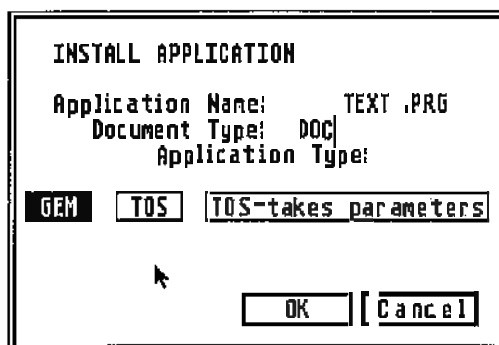 INSTALL APPLICATION
Application Name: TEXT .PRG
Document Type: DOC
Application Type:
GEM TOS TOS-takes parameters
OK Cancel